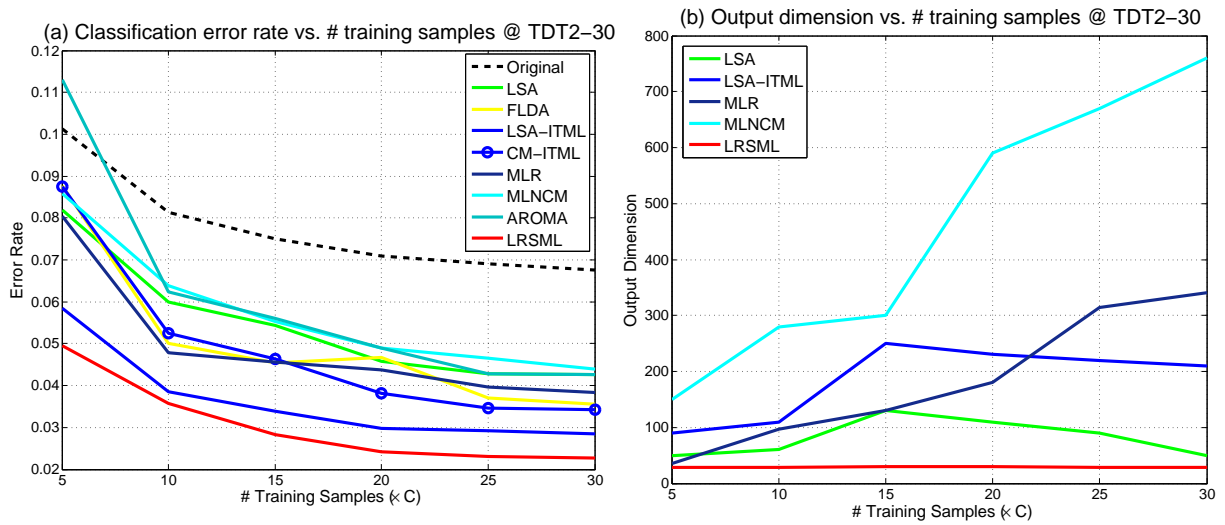 (a) Classification error rate vs. # training samples @ TDT2−30
0.12
0.11
0.1
0.09
0.08
0.07
0.06
0.05
0.04
0.03
0.02
Error Rate
5
10
15
20
25
30
# Training Samples (× C)
Original
LSA
FLDA
LSA−ITML
CM−ITML
MLR
MLNCM
AROMA
LRSML
(b) Output dimension vs. # training samples @ TDT2−30
800
700
600
500
400
300
200
100
0
Output Dimension
5
10
15
20
25
30
# Training Samples (× C)
LSA
LSA−ITML
MLR
MLNCM
LRSML